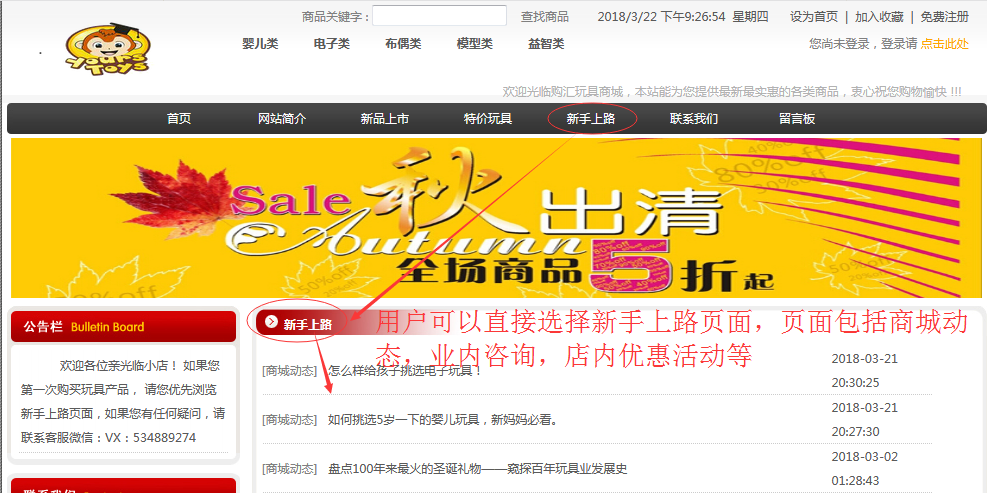 商品关键字： 查找商品 2018/3/22 下午9:26:54 星期四 设为首页 | 加入收藏 | 免费注册
yours Toys
婴儿类 电子类 布偶类 模型类 益智类
您尚未登录，登录请 点击此处
欢迎光临购汇玩具商城，本站能为您提供最新最实惠的各类商品，衷心祝您购物愉快 !!!
首页 网站简介 新品上市 特价玩具 新手上路 联系我们 留言板
40%off
80%off
50%off
Sale 秋 出清
Autumn
全场商品5折起
50%off
50%off
公告栏 Bulletin Board
欢迎各位亲光临小店！ 如果您
第一次购买玩具产品， 请您优先浏览
新手上路页面，如果您有任何疑问，请
联系客服微信：VX：534889274
联系我们
新手上路
用户可以直接选择新手上路页面，页面包括商城动
态，业内咨询，店内优惠活动等
[商城动态] 怎么样给孩子挑选电子玩具！ 2018-03-21
20:30:25
[商城动态] 如何挑选5岁一下的婴儿玩具，新妈妈必看。 2018-03-21
20:27:30
[商城动态] 盘点100年来最火的圣诞礼物——窥探百年玩具业发展史 2018-03-02
01:28:43